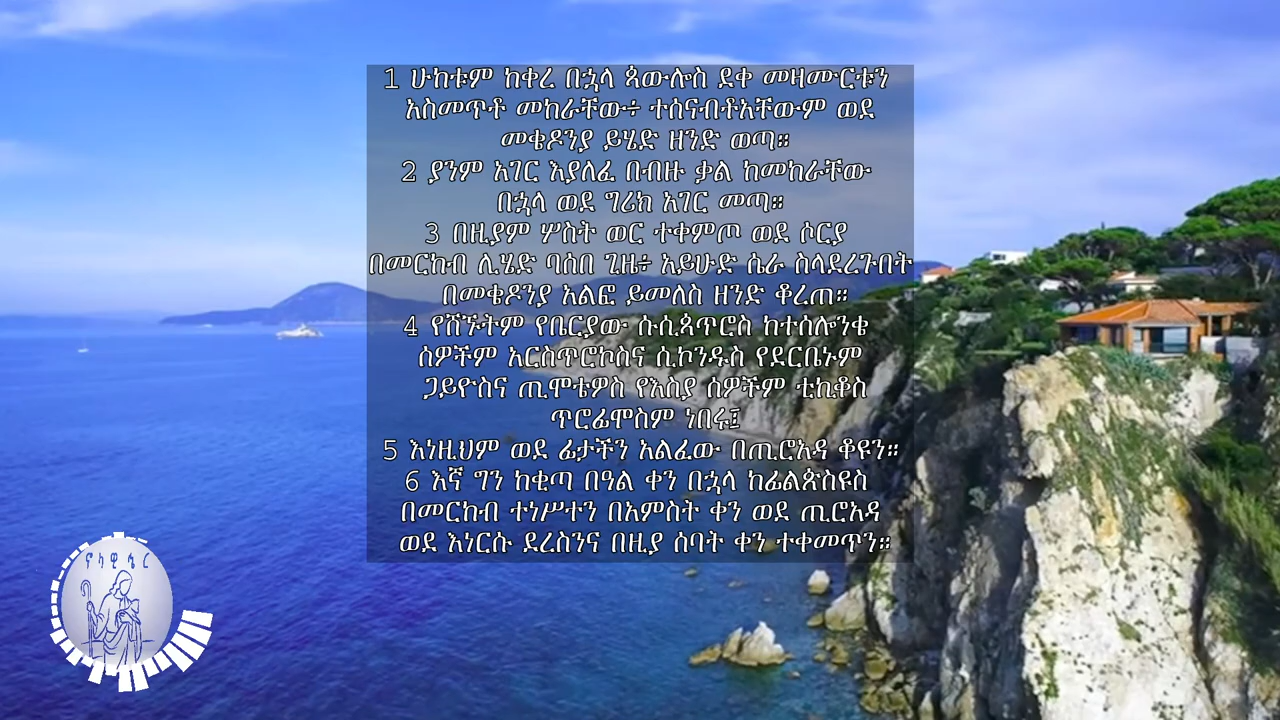 1 ሁከቱም ከቀረ በኋላ ጳውሎስ ደቀ መዛሙርቱን
አስመጥቶ መከራቸው፥ ተሰናብቶአቸውም ወደ
መቄዶንያ ይሄድ ዘንድ ወጣ።
2 ያንም አገር እያለፈ በብዙ ቃል ከመከራቸው
በኋላ ወደ ግሪክ አገር መጣ።
3 በዚያም ሦስት ወር ተቀምጦ ወደ ሶርያ
በመርከብ ሊሄድ ባሰበ ጊዜ፥ አይሁድ ሴራ ስላደረጉበት
በመቄዶንያ አልፎ ይመለስ ዘንድ ቆረጠ።
4 የሸኙትም የቤርያው ሱሲጳጥሮስ ከተሰሎንቄ
ሰዎችም አርስጥሮኮስና ሲኮንዱስ የደርቤኑም
ጋይዮስና ጢሞቴዎስ የእስያ ሰዎችም ቲኪቆስ
ጥሮፊሞስም ነበሩ፤
5 እነዚህም ወደ ፊታችን አልፈው በጢሮአዳ ቆዩን።
6 እኛ ግን ከቂጣ በዓል ቀን በኋላ ከፊልጵስዩስ
በመርከብ ተነሥተን በአምስት ቀን ወደ ጢሮአዳ
ወደ እነርሱ ደረስንና በዚያ ሰባት ቀን ተቀመጥን።